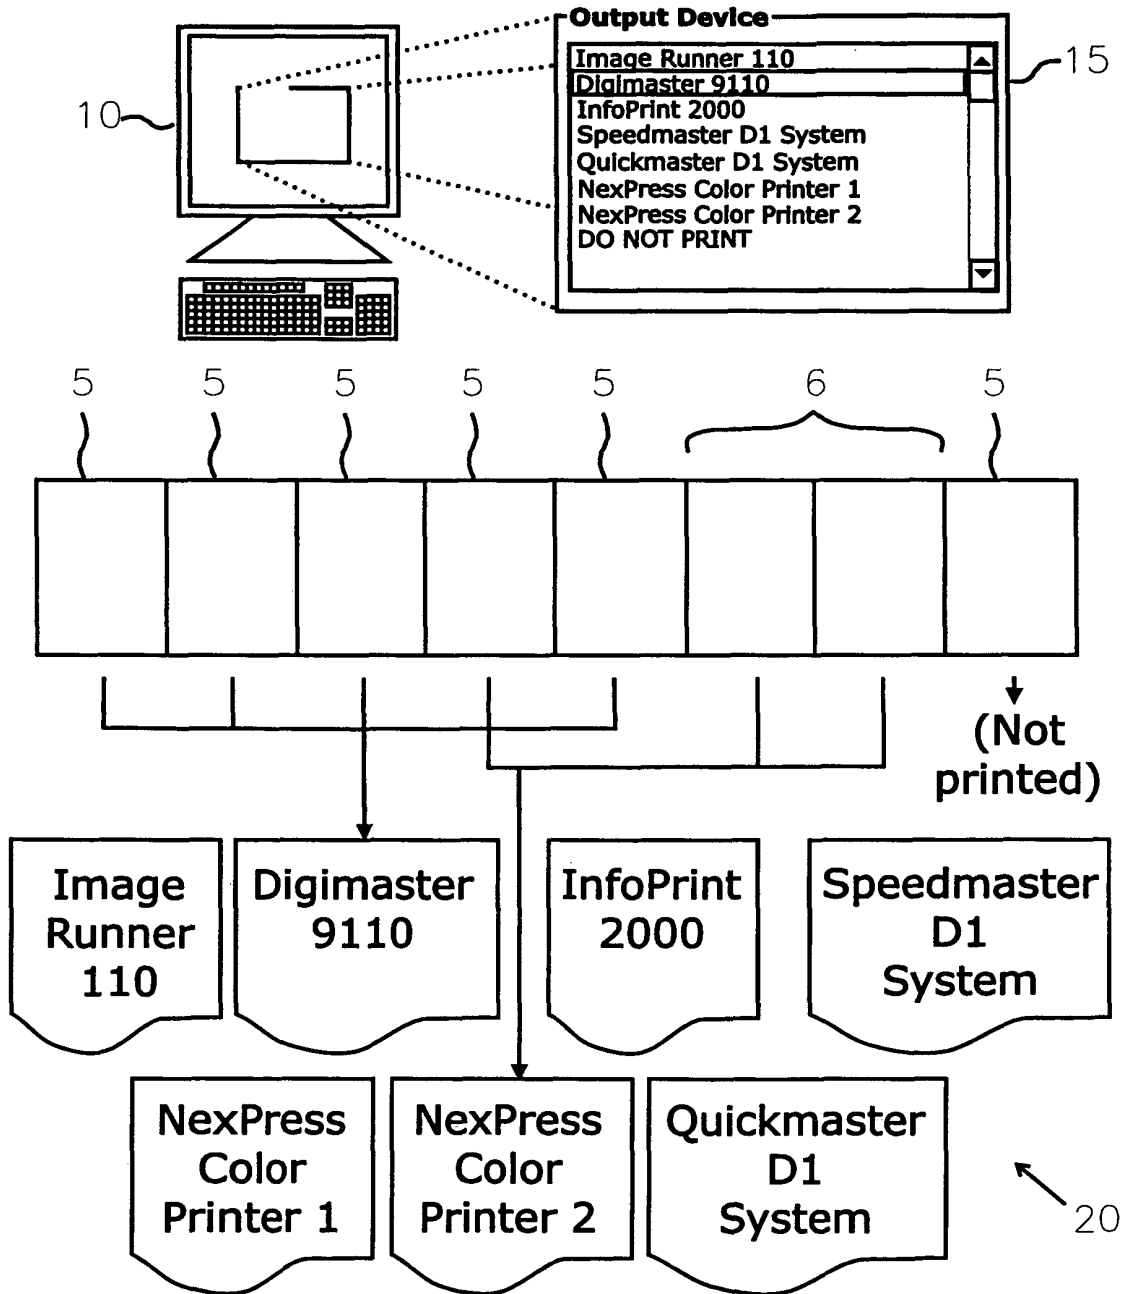 Output Device
Image Runner 110
Digimaster 9110
InfoPrint 2000
Speedmaster D1 System
Quickmaster D1 System
NexPress Color Printer 1
NexPress Color Printer 2
DO NOT PRINT
15
10
5 5 5 5 5 6 5
(Not
printed)
Image
Runner
110
Digimaster
9110
InfoPrint
2000
Speedmaster
D1
System
NexPress
Color
Printer 1
NexPress
Color
Printer 2
Quickmaster
D1
System
20